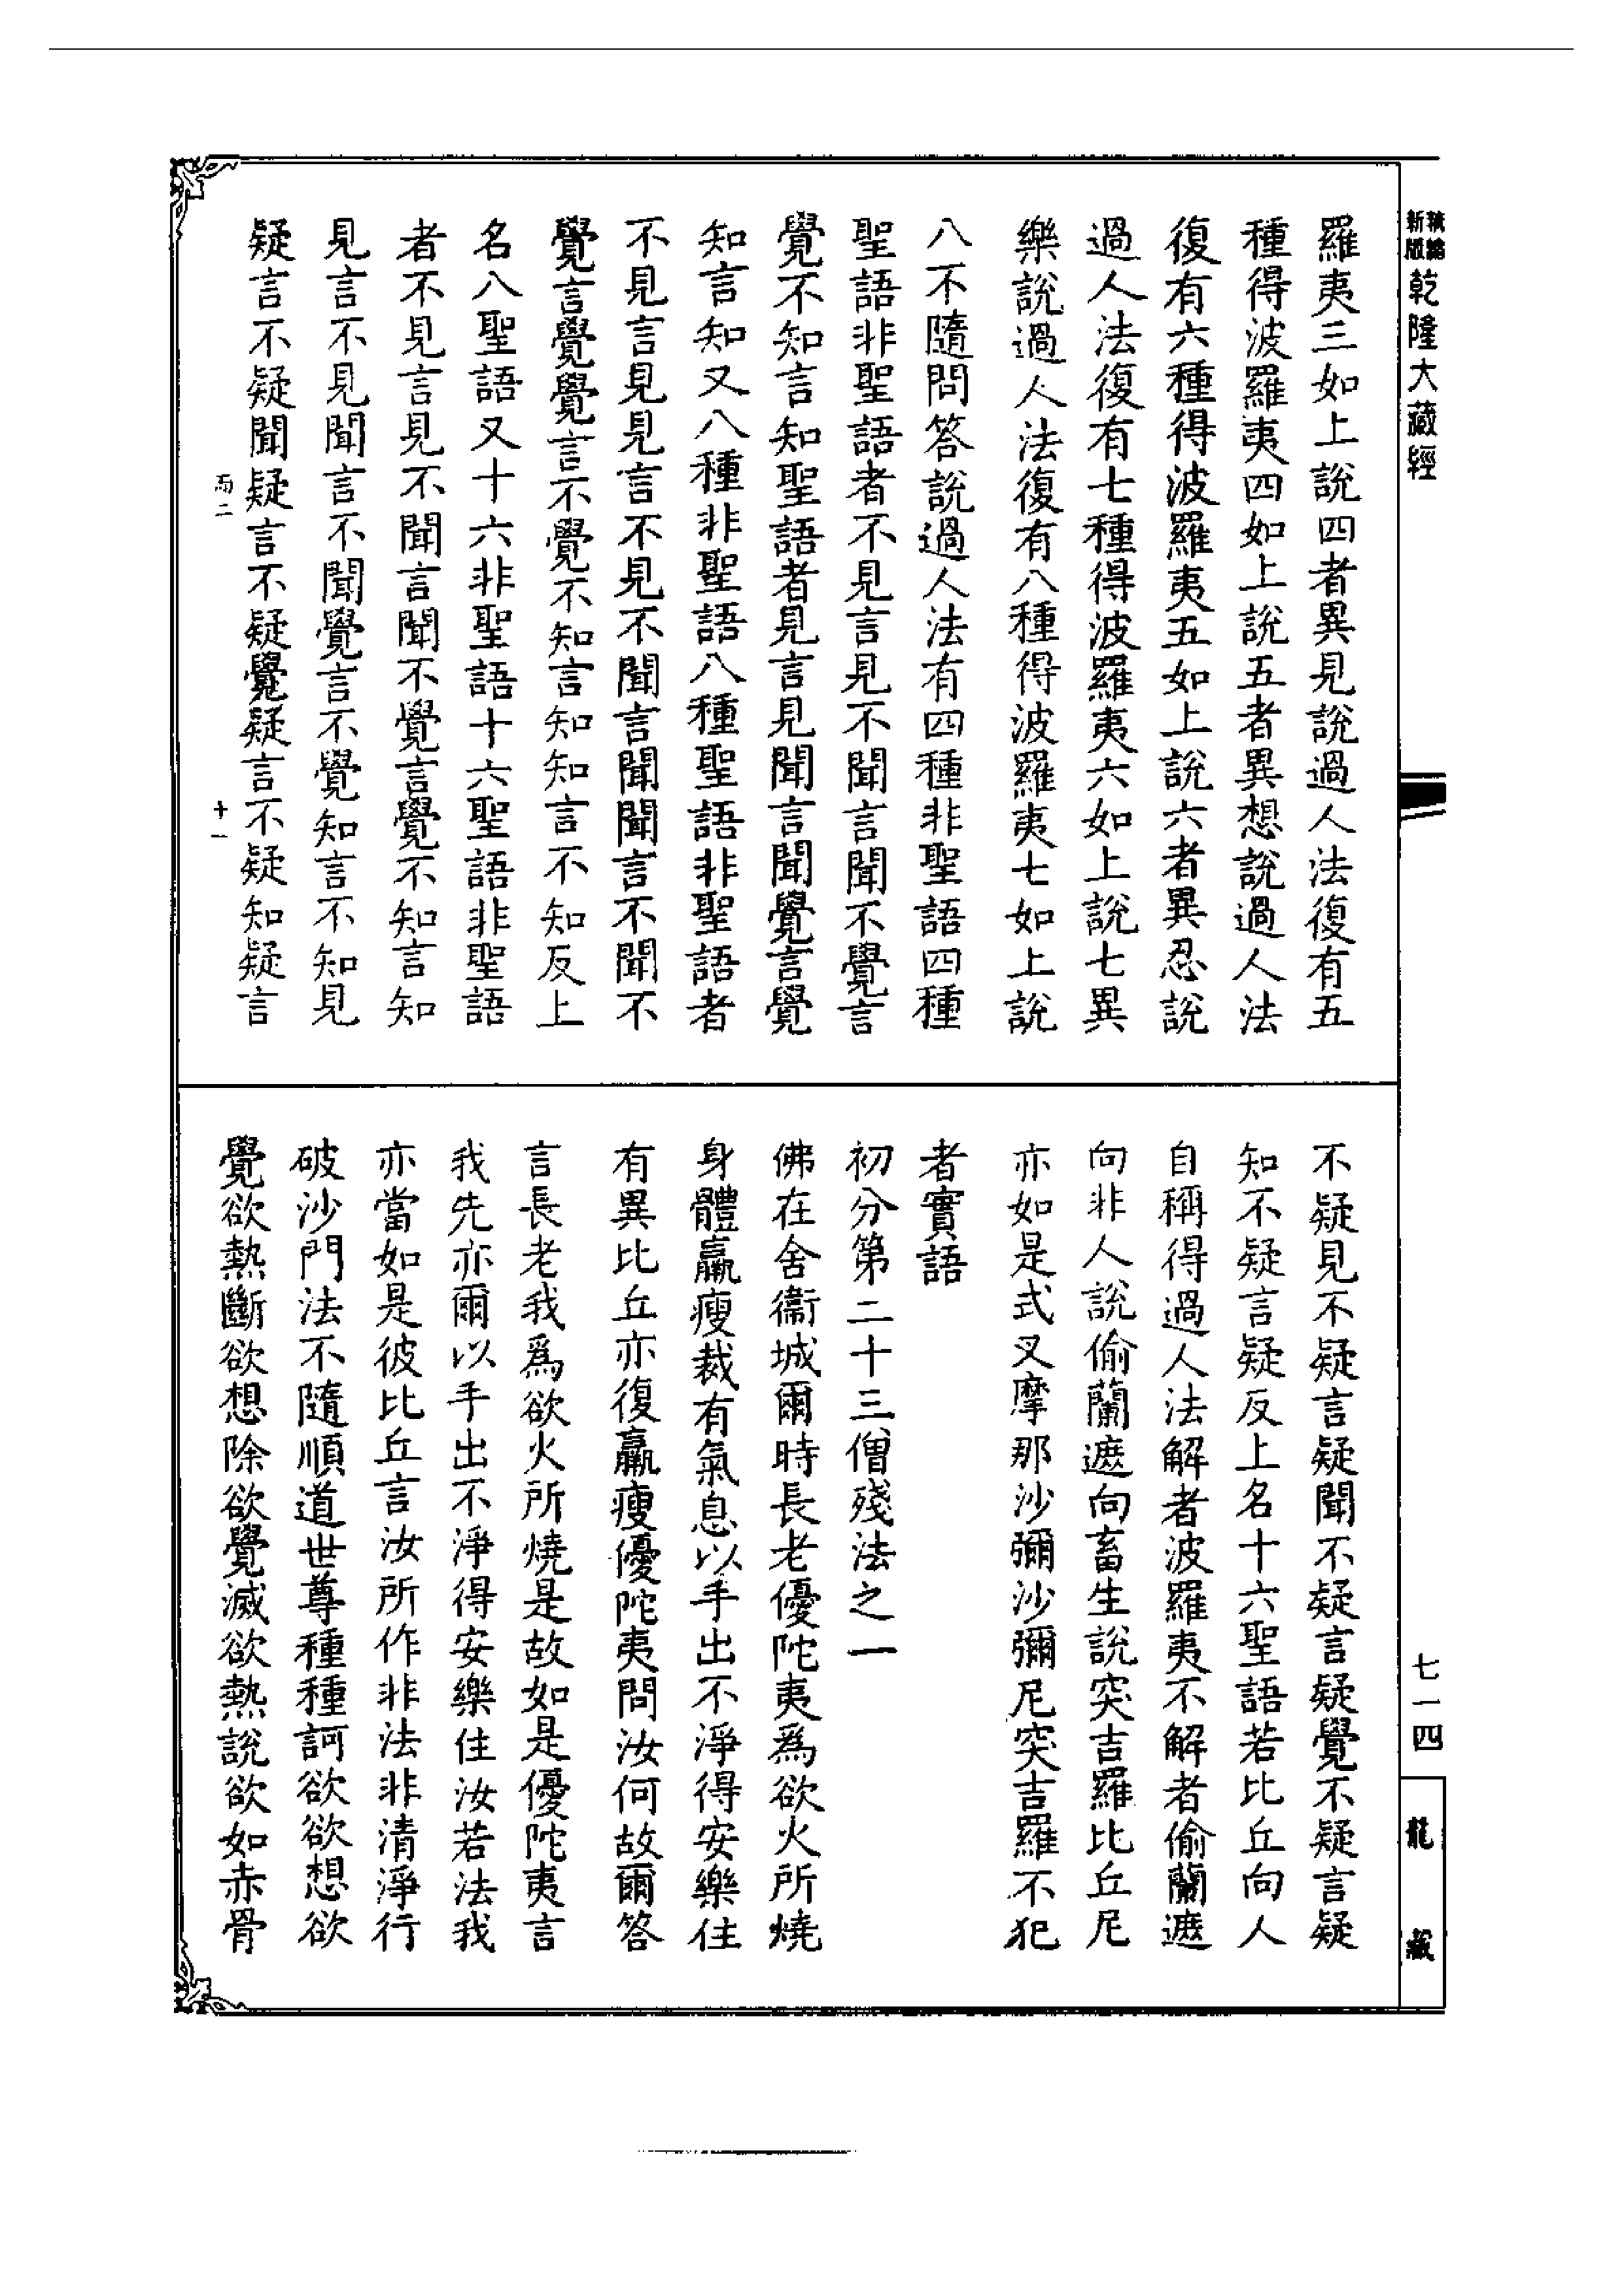 新編
縮版
乾隆大藏經
七一四
龍藏
羅夷三如上說四者異見說過人法復有五
種得波羅夷四如上說五者異想說過人法
復有六種得波羅夷五如上說六者異忍說
過人法復有七種得波羅夷六如上說七異
樂說過人法復有八種得波羅夷七如上說
八不隨問答說過人法有四種非聖語四種
聖語非聖語者不見言見不聞言聞不覺言
覺不知言知聖語者見言見聞言聞覺言覺
知言知又八種非聖語八種聖語非聖語者
不見言見見言不見不聞言聞聞言不聞不
覺言覺覺言不覺不知言知知言不知反上
名八聖語又十六非聖語十六聖語非聖語
者不見言見不聞言聞不覺言覺不知言知
見言不見聞言不聞覺言不覺知言不知見
疑言不疑聞疑言不疑覺疑言不疑知疑言
雨二
十一
不疑見不疑言疑聞不疑言疑覺不疑言疑
知不疑言疑反上名十六聖語若比丘向人
自稱得過人法解者波羅夷不解者偷蘭遮
向非人說偷蘭遮向畜生說突吉羅比丘尼
亦如是式叉摩那沙彌沙彌尼突吉羅不犯
者實語
初分第二十三僧殘法之一
佛在舍衞城爾時長老優陀夷爲欲火所燒
身體羸瘦裁有氣息以手出不淨得安樂住
有異比丘亦復羸瘦優陀夷問汝何故爾答
言長老我爲欲火所燒是故如是優陀夷言
我先亦爾以手出不淨得安樂住汝若法我
亦當如是彼比丘言汝所作非法非清淨行
破沙門法不隨順道世尊種種訶欲欲想欲
覺欲熱斷欲想除欲覺滅欲熱說欲如赤骨